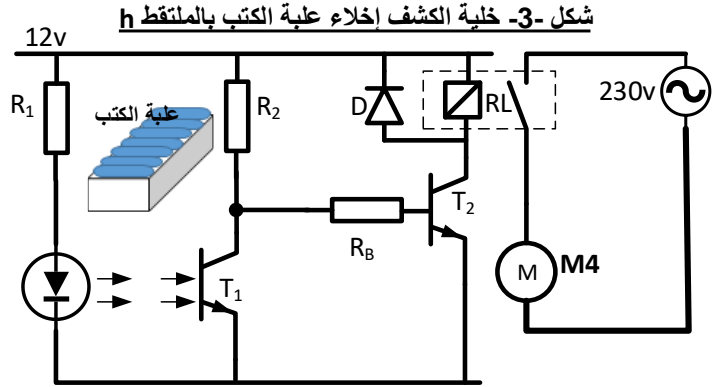 شكل -3- خلية الكشف إخلاء علبة الكتب بالملتقط h
12v
R1
علبة الكتب
R2
D
RL
230v
T2
RB
T1
M
M4